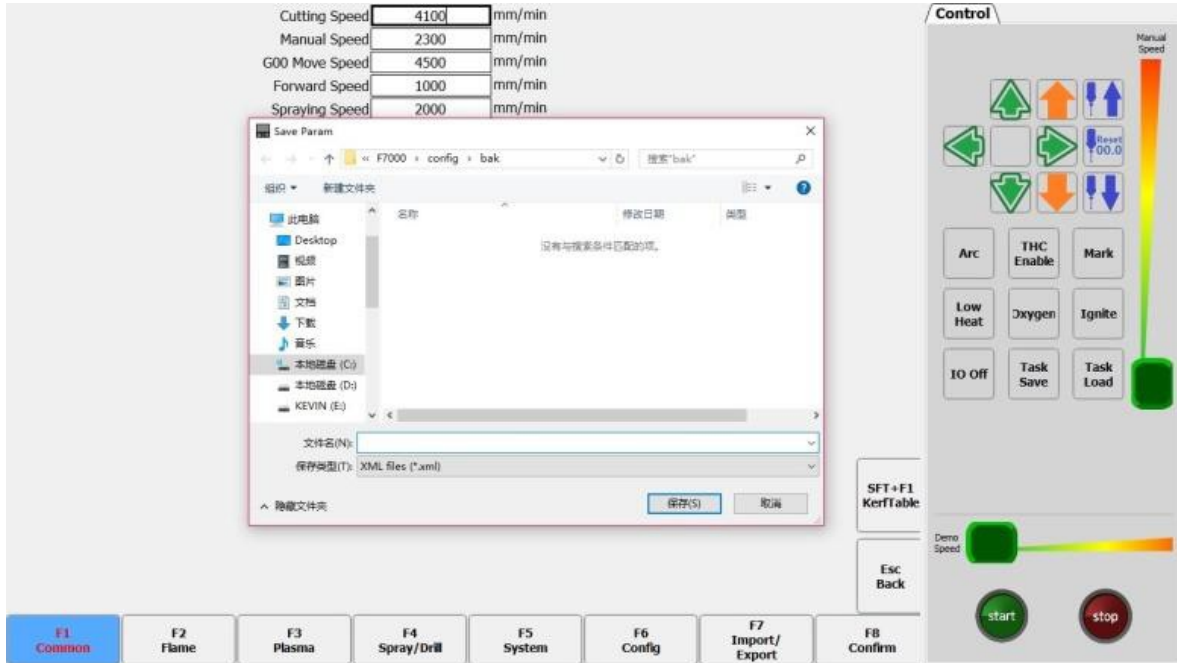 Cutting Speed 4100 mm/min
Manual Speed 2300 mm/min
G00 Move Speed 4500 mm/min
Forward Speed 1000 mm/min
Spraying Speed 2000 mm/min
Save Param
« F7000 › config › bak
搜索"bak"
组织 新建文件夹
此电脑
Desktop
视频
图片
文档
下载
音乐
本地磁盘 (C:)
本地磁盘 (D:)
KEVIN (E:)
名称 修改日期 类型
没有与搜索条件匹配的项。
文件名(N):
保存类型(T): XML files (*.xml)
隐藏文件夹 保存(S) 取消
SFT+F1
KerfTable
Esc
Back
F1
Common
F2
Flame
F3
Plasma
F4
Spray/Drill
F5
System
F6
Config
F7
Import/
Export
F8
Confirm
Control
Manual
Speed
Reset
00.0
Arc
THC
Enable
Mark
Low
Heat
Oxygen
Ignite
IO Off
Task
Save
Task
Load
Demo
Speed
start
stop